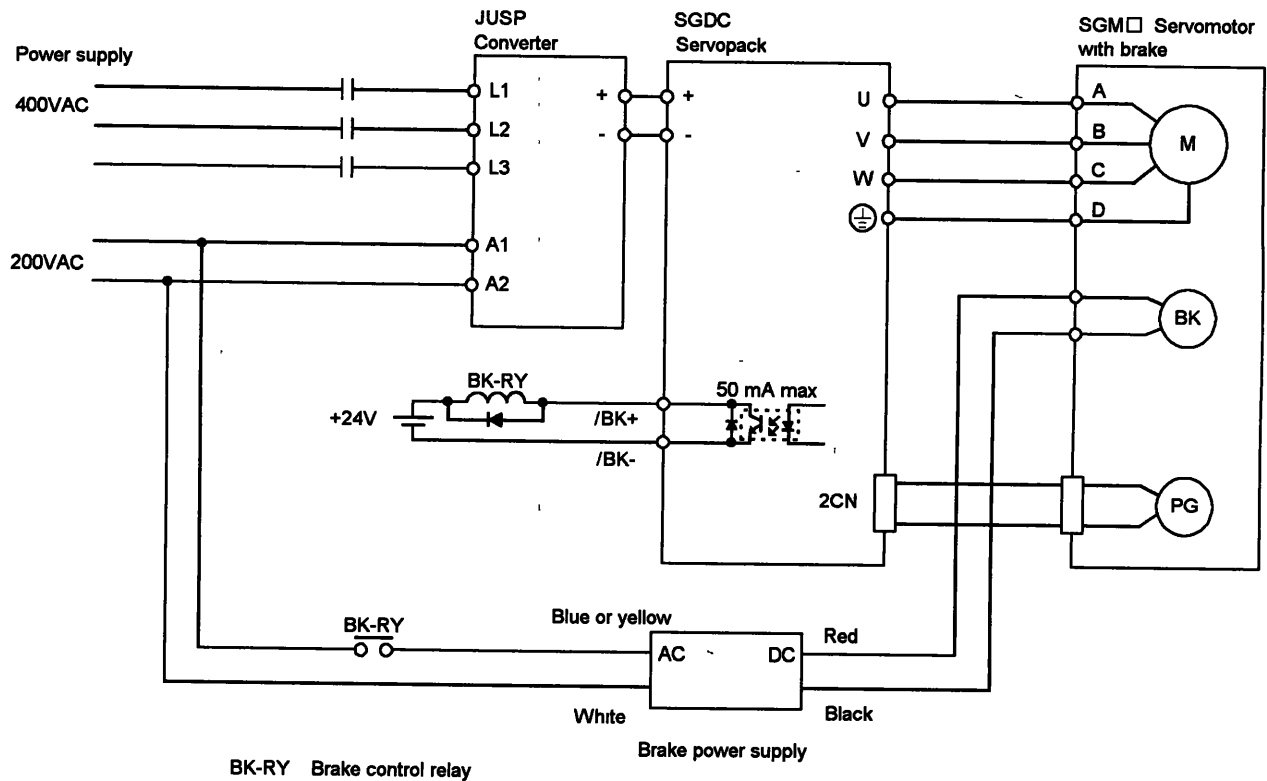 JUSP
Converter
SGDC
Servopack
SGM□ Servomotor
with brake
Power supply
400VAC
L1
L2
L3
+
-
+
-
U
V
W
A
B
C
D
M
200VAC
A1
A2
BK
BK-RY
50 mA max
+24V
/BK+
/BK-
2CN
PG
BK-RY
Blue or yellow
AC
DC
Red
White
Black
Brake power supply
BK-RY Brake control relay